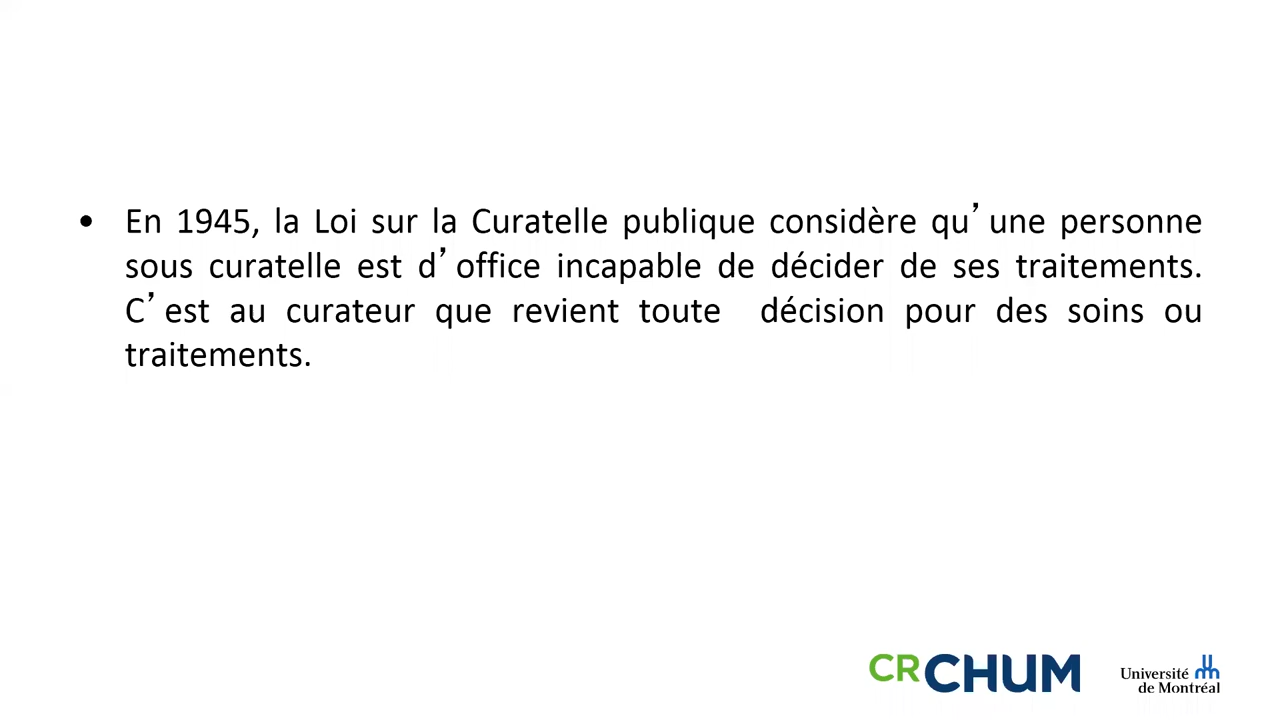 • En 1945, la Loi sur la Curatelle publique considère qu’une personne
sous curatelle est d’office incapable de décider de ses traitements.
C’est au curateur que revient toute décision pour des soins ou
traitements.
CRCHUM
Université
de Montréal